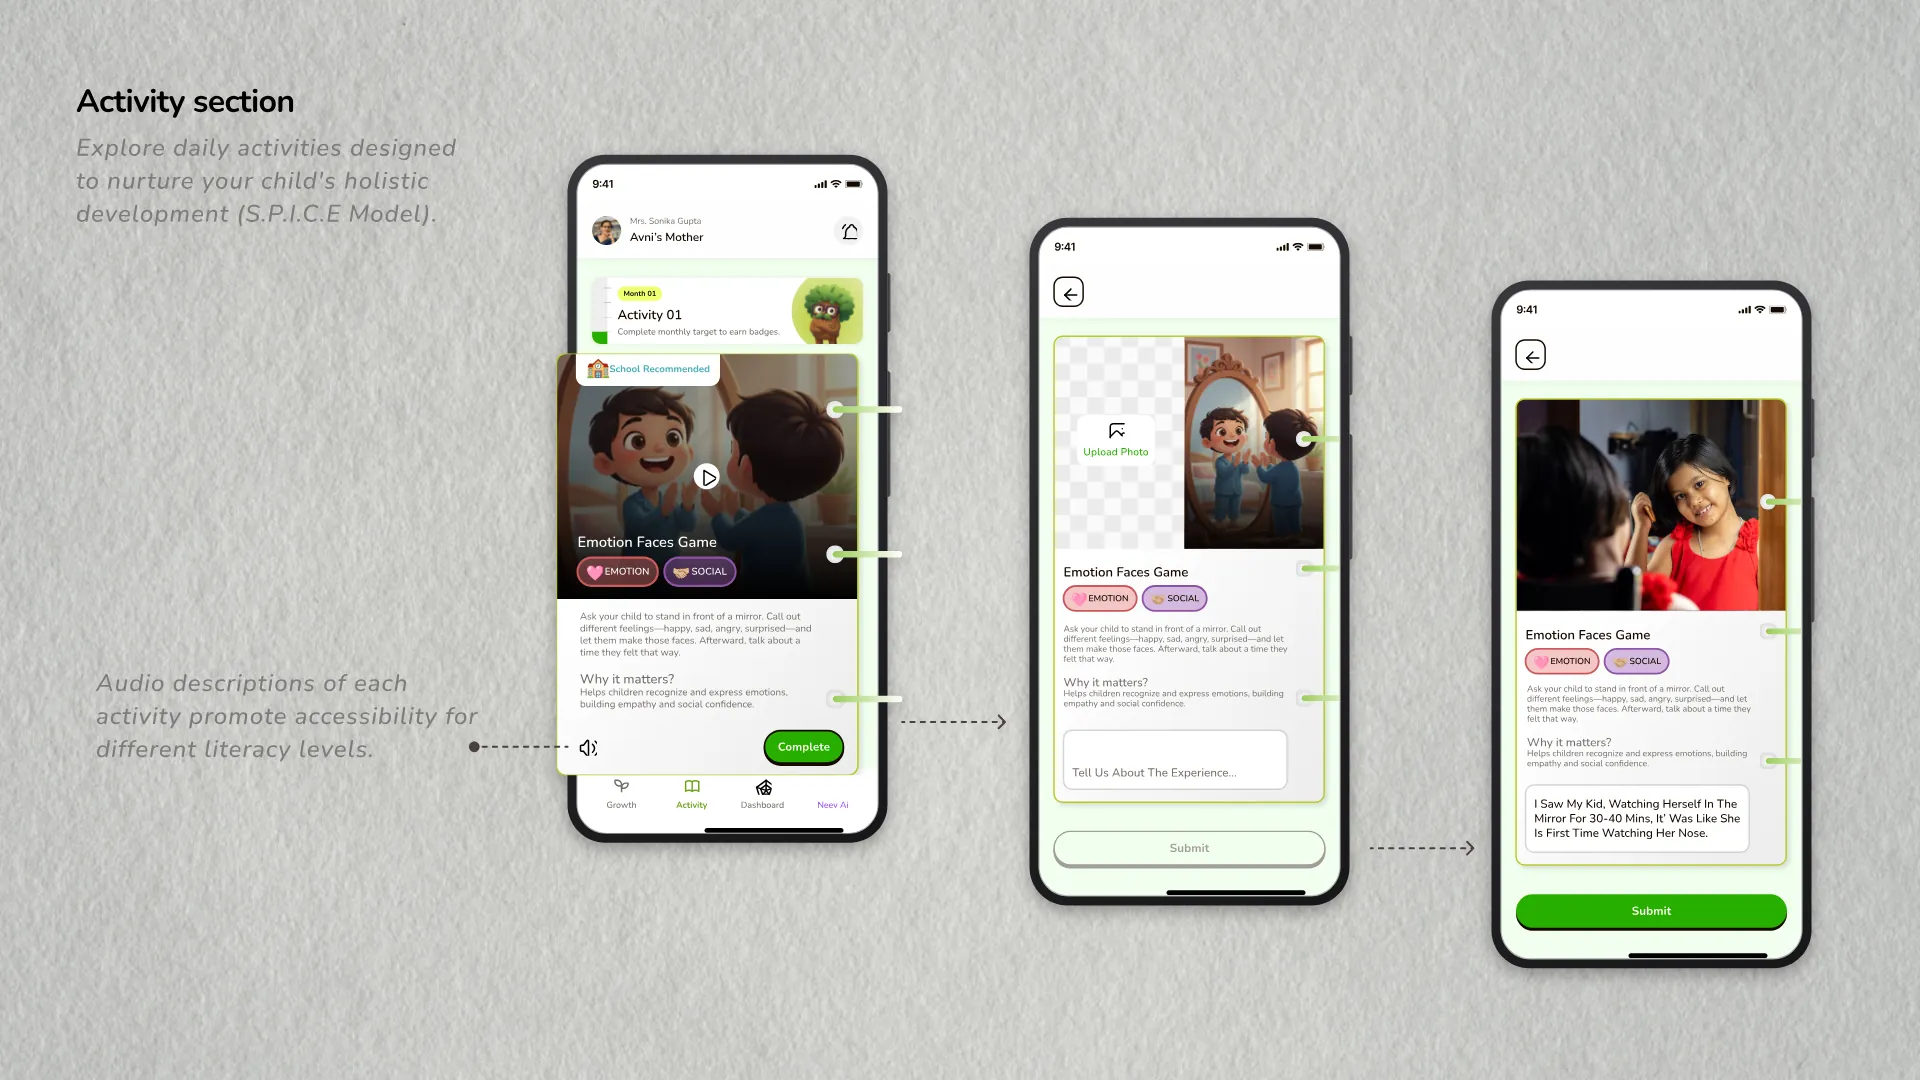 Activity section
Explore daily activities designed
to nurture your child's holistic
development (S.P.I.C.E Model).
Audio descriptions of each
activity promote accessibility for
different literacy levels.
9:41
Mrs. Sonika Gupta
Avni's Mother
Month 01
Activity 01
Complete monthly target to earn badges.
School Recommended
Emotion Faces Game
EMOTION SOCIAL
Ask your child to stand in front of a mirror. Call out
different feelings—happy, sad, angry, surprised—and
let them make those faces. Afterward, talk about a
time they felt that way.
Why it matters?
Helps children recognize and express emotions,
building empathy and social confidence.
Complete
Growth Activity Dashboard Neev Ai
9:41
Upload Photo
Emotion Faces Game
EMOTION SOCIAL
Ask your child to stand in front of a mirror. Call out
different feelings—happy, sad, angry, surprised—and let
them make those faces. Afterward, talk about a time they
felt that way.
Why it matters?
Helps children recognize and express emotions, building
empathy and social confidence.
Tell Us About The Experience...
Submit
9:41
Emotion Faces Game
EMOTION SOCIAL
Ask your child to stand in front of a mirror. Call out
different feelings—happy, sad, angry, surprised—and let
them make those faces. Afterward, talk about a time they
felt that way.
Why it matters?
Helps children recognize and express emotions, building
empathy and social confidence.
I Saw My Kid, Watching Herself In The
Mirror For 30-40 Mins, It' Was Like She
Is First Time Watching Her Nose.
Submit